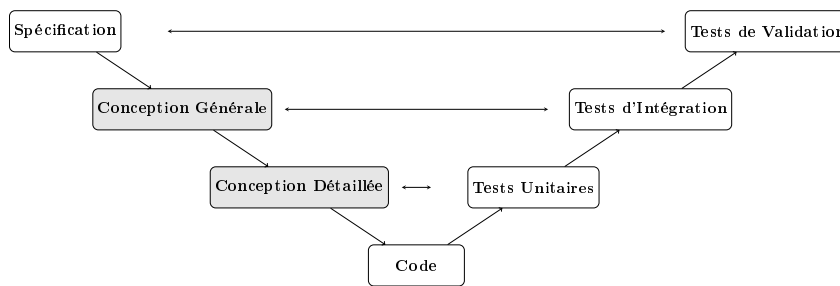 Spécification
Tests de Validation
Conception Générale
Tests d'Intégration
Conception Détaillée
Tests Unitaires
Code